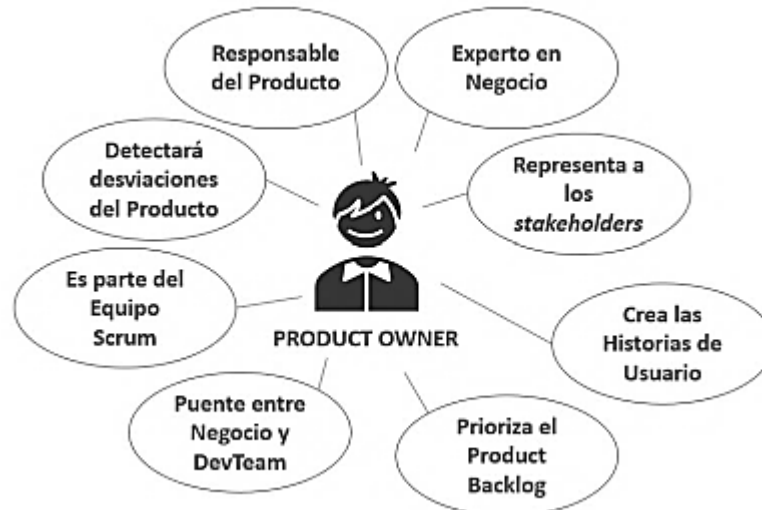 Responsable
del Producto
Experto en
Negocio
Detectará
desviaciones
del Producto
Representa a
los
stakeholders
Es parte del
Equipo
Scrum
PRODUCT OWNER
Crea las
Historias de
Usuario
Puente entre
Negocio y
DevTeam
Prioriza el
Product
Backlog